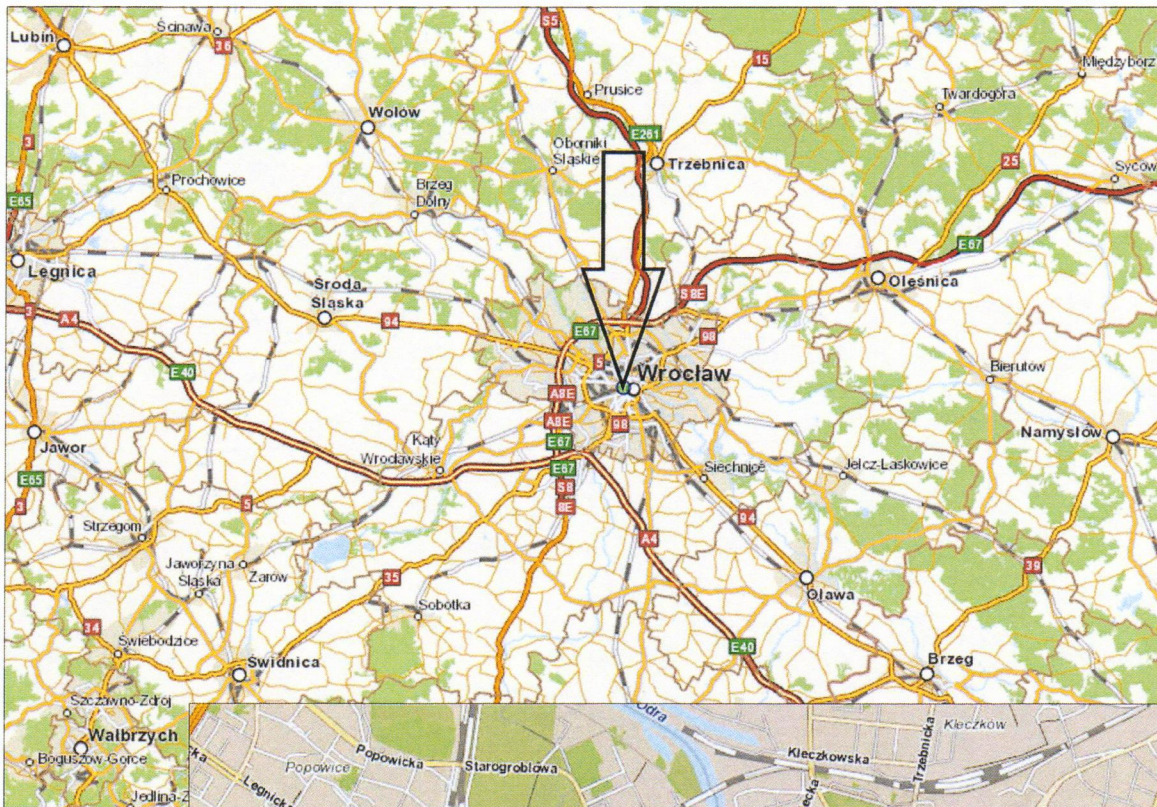 Lubin
Ścinawa
36
S5
15
Międzybórz
Prusice
Twardogóra
Wołów
E261
3
Oborniki
Śląskie
Trzebnica
25
Syców
Prochowice
Brzeg
Dolny
E65
E67
Legnica
Oleśnica
Środa
Śląska
S8E
3
A4
94
E67
98
5
E40
Wrocław
Bierutów
A8E
A8E
98
Jawor
Kąty
Wrocławskie
E67
Namysłów
E67
Siechnice
Jelcz-Laskowice
E65
S8
3
5
8E
94
Strzegom
A4
Jaworzyna
Śląska
Żarów
35
39
Oława
Sobótka
34
Świebodzice
E40
Świdnica
Brzeg
Szczawno-Zdrój
Odra
Kleczków
Wałbrzych
Popowicka
Kleczkowska
Trzebnicka
Boguszów-Gorce
Popowice
Starogroblowa
Legnicka
Jedlina-Z